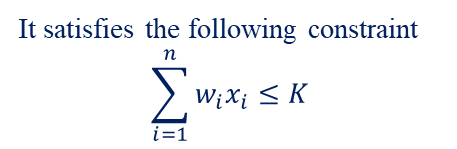 It satisfies the following constraint
n
∑ wᵢxᵢ ≤ K
i=1